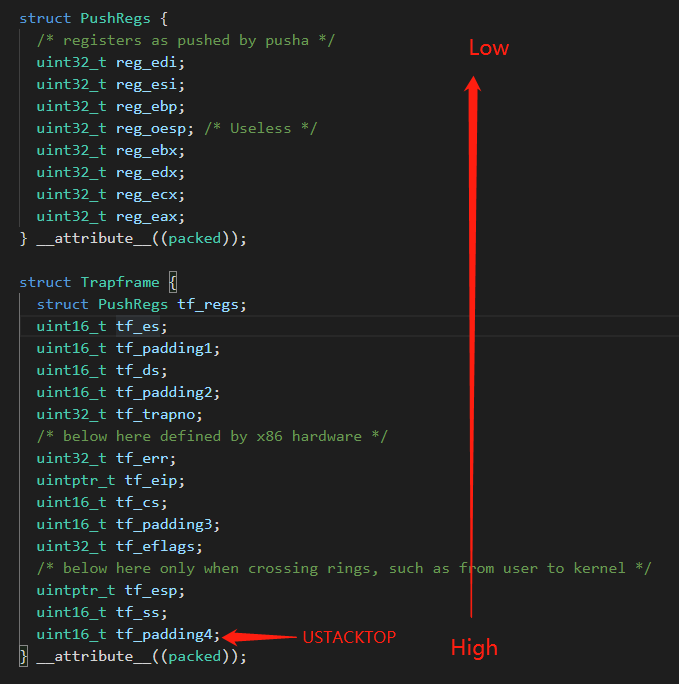 struct PushRegs {
/* registers as pushed by pusha */
Low
uint32_t reg_edi;
uint32_t reg_esi;
uint32_t reg_ebp;
uint32_t reg_oesp; /* Useless */
uint32_t reg_ebx;
uint32_t reg_edx;
uint32_t reg_ecx;
uint32_t reg_eax;
} __attribute__((packed));
struct Trapframe {
struct PushRegs tf_regs;
uint16_t tf_es;
uint16_t tf_padding1;
uint16_t tf_ds;
uint16_t tf_padding2;
uint32_t tf_trapno;
/* below here defined by x86 hardware */
uint32_t tf_err;
uintptr_t tf_eip;
uint16_t tf_cs;
uint16_t tf_padding3;
uint32_t tf_eflags;
/* below here only when crossing rings, such as from user to kernel */
uintptr_t tf_esp;
uint16_t tf_ss;
uint16_t tf_padding4;
USTACKTOP
High
} __attribute__((packed));